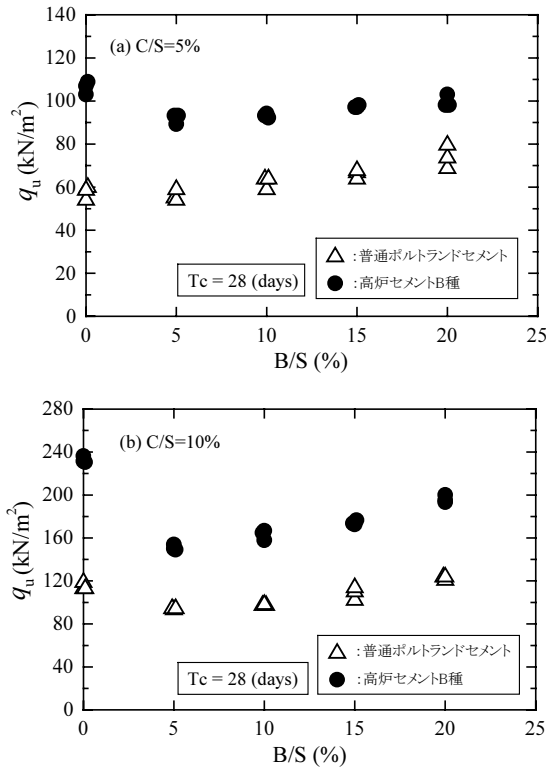 140
(a) C/S=5%
120
100
80
60
40
20
0
qu (kN/m²)
△ :普通ポルトランドセメント
● :高炉セメントB種
Tc = 28 (days)
0 5 10 15 20 25
B/S (%)
280
(b) C/S=10%
240
200
160
120
80
40
0
qu (kN/m²)
△ :普通ポルトランドセメント
● :高炉セメントB種
Tc = 28 (days)
0 5 10 15 20 25
B/S (%)